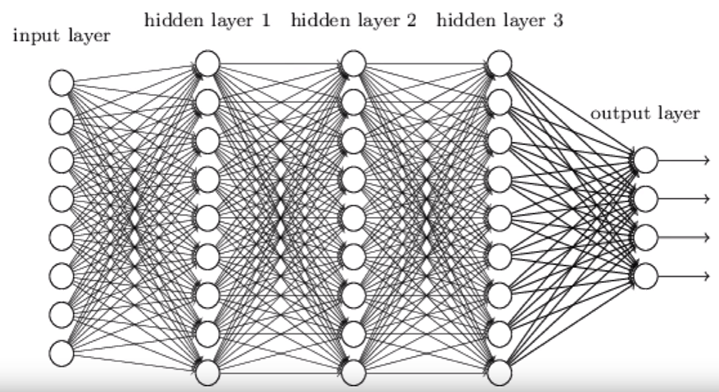 hidden layer 1 hidden layer 2 hidden layer 3
input layer
output layer